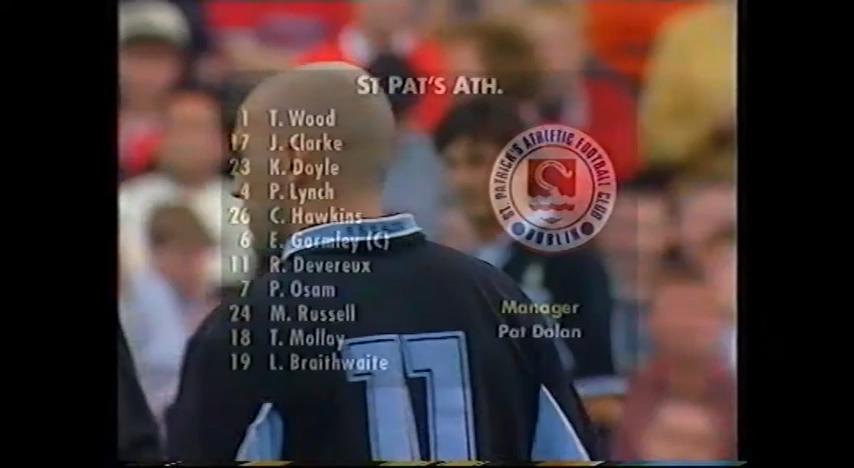 ST PAT'S ATH.
1 T. Wood
17 J. Clarke
23 K. Doyle
4 P. Lynch
26 C. Hawkins
6 E. Gormley (C)
11 R. Devereux
7 P. Osam
24 M. Russell
18 T. Molloy
19 L. Braithwaite
ST. PATRICK'S ATHLETIC FOOTBALL CLUB
DUBLIN
Manager
Pat Dolan
17